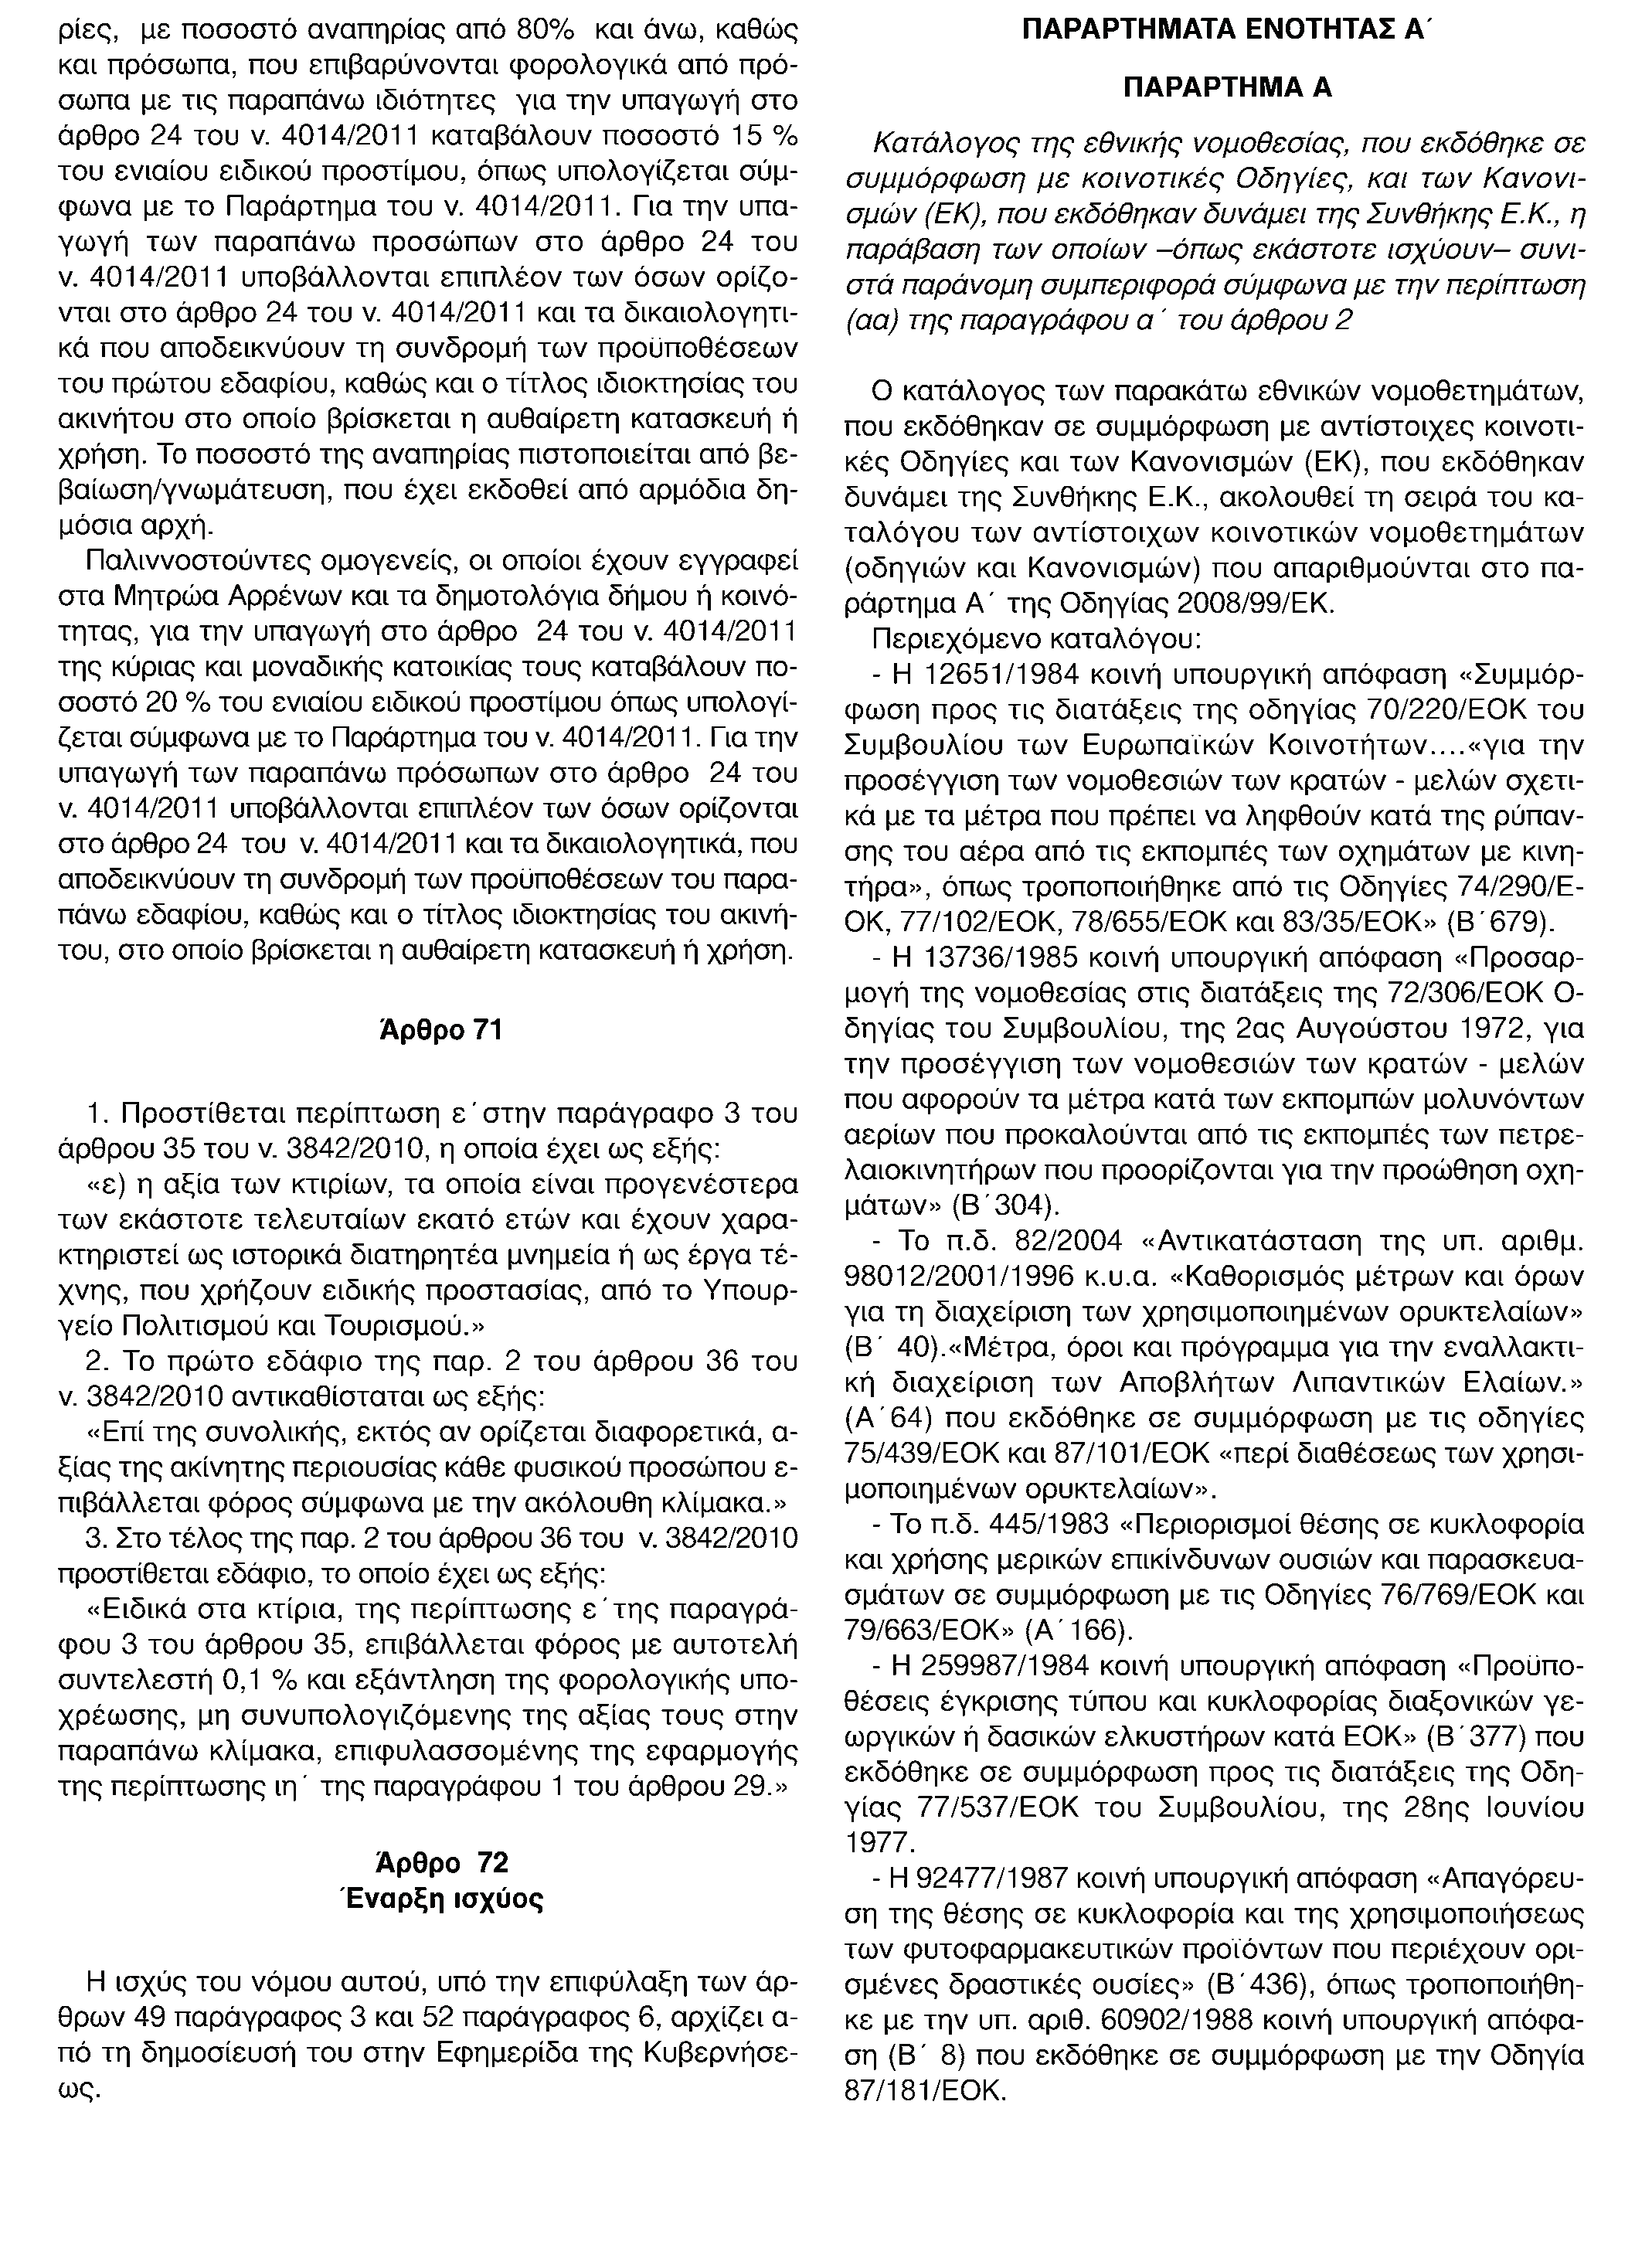 ρίες, με ποσοστό αναπηρίας από 80% και άνω, καθώς
και πρόσωπα, που επιβαρύνονται φορολογικά από πρό-
σωπα με τις παραπάνω ιδιότητες για την υπαγωγή στο
άρθρο 24 του ν. 4014/2011 καταβάλουν ποσοστό 15 %
του ενιαίου ειδικού προστίμου, όπως υπολογίζεται σύμ-
φωνα με το Παράρτημα του ν. 4014/2011. Για την υπα-
γωγή των παραπάνω προσώπων στο άρθρο 24 του
ν. 4014/2011 υποβάλλονται επιπλέον των όσων ορίζο-
νται στο άρθρο 24 του ν. 4014/2011 και τα δικαιολογητι-
κά που αποδεικνύουν τη συνδρομή των προϋποθέσεων
του πρώτου εδαφίου, καθώς και ο τίτλος ιδιοκτησίας του
ακινήτου στο οποίο βρίσκεται η αυθαίρετη κατασκευή ή
χρήση. Το ποσοστό της αναπηρίας πιστοποιείται από βε-
βαίωση/γνωμάτευση, που έχει εκδοθεί από αρμόδια δη-
μόσια αρχή.
Παλιννοστούντες ομογενείς, οι οποίοι έχουν εγγραφεί
στα Μητρώα Αρρένων και τα δημοτολόγια δήμου ή κοινό-
τητας, για την υπαγωγή στο άρθρο 24 του ν. 4014/2011
της κύριας και μοναδικής κατοικίας τους καταβάλουν πο-
σοστό 20 % του ενιαίου ειδικού προστίμου όπως υπολογί-
ζεται σύμφωνα με το Παράρτημα του ν. 4014/2011. Για την
υπαγωγή των παραπάνω πρόσωπων στο άρθρο 24 του
ν. 4014/2011 υποβάλλονται επιπλέον των όσων ορίζονται
στο άρθρο 24 του ν. 4014/2011 και τα δικαιολογητικά, που
αποδεικνύουν τη συνδρομή των προϋποθέσεων του παρα-
πάνω εδαφίου, καθώς και ο τίτλος ιδιοκτησίας του ακινή-
του, στο οποίο βρίσκεται η αυθαίρετη κατασκευή ή χρήση.
Άρθρο 71
1. Προστίθεται περίπτωση ε΄ στην παράγραφο 3 του
άρθρου 35 του ν. 3842/2010, η οποία έχει ως εξής:
«ε) η αξία των κτιρίων, τα οποία είναι προγενέστερα
των εκάστοτε τελευταίων εκατό ετών και έχουν χαρα-
κτηριστεί ως ιστορικά διατηρητέα μνημεία ή ως έργα τέ-
χνης, που χρήζουν ειδικής προστασίας, από το Υπουρ-
γείο Πολιτισμού και Τουρισμού.»
2. Το πρώτο εδάφιο της παρ. 2 του άρθρου 36 του
ν. 3842/2010 αντικαθίσταται ως εξής:
«Επί της συνολικής, εκτός αν ορίζεται διαφορετικά, α-
ξίας της ακίνητης περιουσίας κάθε φυσικού προσώπου ε-
πιβάλλεται φόρος σύμφωνα με την ακόλουθη κλίμακα.»
3. Στο τέλος της παρ. 2 του άρθρου 36 του ν. 3842/2010
προστίθεται εδάφιο, το οποίο έχει ως εξής:
«Ειδικά στα κτίρια, της περίπτωσης ε΄ της παραγρά-
φου 3 του άρθρου 35, επιβάλλεται φόρος με αυτοτελή
συντελεστή 0,1 % και εξάντληση της φορολογικής υπο-
χρέωσης, μη συνυπολογιζόμενης της αξίας τους στην
παραπάνω κλίμακα, επιφυλασσομένης της εφαρμογής
της περίπτωσης ιη΄ της παραγράφου 1 του άρθρου 29.»
Άρθρο 72
Έναρξη ισχύος
Η ισχύς του νόμου αυτού, υπό την επιφύλαξη των άρ-
θρων 49 παράγραφος 3 και 52 παράγραφος 6, αρχίζει α-
πό τη δημοσίευσή του στην Εφημερίδα της Κυβερνήσε-
ως.
ΠΑΡΑΡΤΗΜΑΤΑ ΕΝΟΤΗΤΑΣ Α΄
ΠΑΡΑΡΤΗΜΑ Α
Κατάλογος της εθνικής νομοθεσίας, που εκδόθηκε σε
συμμόρφωση με κοινοτικές Οδηγίες, και των Κανονι-
σμών (ΕΚ), που εκδόθηκαν δυνάμει της Συνθήκης Ε.Κ., η
παράβαση των οποίων –όπως εκάστοτε ισχύουν– συνι-
στά παράνομη συμπεριφορά σύμφωνα με την περίπτωση
(αα) της παραγράφου α΄ του άρθρου 2
Ο κατάλογος των παρακάτω εθνικών νομοθετημάτων,
που εκδόθηκαν σε συμμόρφωση με αντίστοιχες κοινοτι-
κές Οδηγίες και των Κανονισμών (ΕΚ), που εκδόθηκαν
δυνάμει της Συνθήκης Ε.Κ., ακολουθεί τη σειρά του κα-
ταλόγου των αντίστοιχων κοινοτικών νομοθετημάτων
(οδηγιών και Κανονισμών) που απαριθμούνται στο πα-
ράρτημα Α΄ της Οδηγίας 2008/99/ΕΚ.
Περιεχόμενο καταλόγου:
- Η 12651/1984 κοινή υπουργική απόφαση «Συμμόρ-
φωση προς τις διατάξεις της οδηγίας 70/220/ΕΟΚ του
Συμβουλίου των Ευρωπαϊκών Κοινοτήτων....«για την
προσέγγιση των νομοθεσιών των κρατών - μελών σχετι-
κά με τα μέτρα που πρέπει να ληφθούν κατά της ρύπαν-
σης του αέρα από τις εκπομπές των οχημάτων με κινη-
τήρα», όπως τροποποιήθηκε από τις Οδηγίες 74/290/Ε-
ΟΚ, 77/102/ΕΟΚ, 78/655/ΕΟΚ και 83/35/ΕΟΚ» (Β΄ 679).
- Η 13736/1985 κοινή υπουργική απόφαση «Προσαρ-
μογή της νομοθεσίας στις διατάξεις της 72/306/ΕΟΚ Ο-
δηγίας του Συμβουλίου, της 2ας Αυγούστου 1972, για
την προσέγγιση των νομοθεσιών των κρατών - μελών
που αφορούν τα μέτρα κατά των εκπομπών μολυνόντων
αερίων που προκαλούνται από τις εκπομπές των πετρε-
λαιοκινητήρων που προορίζονται για την προώθηση οχη-
μάτων» (Β΄ 304).
- Το π.δ. 82/2004 «Αντικατάσταση της υπ. αριθμ.
98012/2001/1996 κ.υ.α. «Καθορισμός μέτρων και όρων
για τη διαχείριση των χρησιμοποιημένων ορυκτελαίων»
(Β΄ 40).«Μέτρα, όροι και πρόγραμμα για την εναλλακτι-
κή διαχείριση των Αποβλήτων Λιπαντικών Ελαίων.»
(Α΄ 64) που εκδόθηκε σε συμμόρφωση με τις οδηγίες
75/439/ΕΟΚ και 87/101/ΕΟΚ «περί διαθέσεως των χρησι-
μοποιημένων ορυκτελαίων».
- Το π.δ. 445/1983 «Περιορισμοί θέσης σε κυκλοφορία
και χρήσης μερικών επικίνδυνων ουσιών και παρασκευα-
σμάτων σε συμμόρφωση με τις Οδηγίες 76/769/ΕΟΚ και
79/663/ΕΟΚ» (Α΄ 166).
- Η 259987/1984 κοινή υπουργική απόφαση «Προϋπο-
θέσεις έγκρισης τύπου και κυκλοφορίας διαξονικών γε-
ωργικών ή δασικών ελκυστήρων κατά ΕΟΚ» (Β΄ 377) που
εκδόθηκε σε συμμόρφωση προς τις διατάξεις της Οδη-
γίας 77/537/ΕΟΚ του Συμβουλίου, της 28ης Ιουνίου
1977.
- Η 92477/1987 κοινή υπουργική απόφαση «Απαγόρευ-
ση της θέσης σε κυκλοφορία και της χρησιμοποιήσεως
των φυτοφαρμακευτικών προϊόντων που περιέχουν ορι-
σμένες δραστικές ουσίες» (Β΄ 436), όπως τροποποιήθη-
κε με την υπ. αριθ. 60902/1988 κοινή υπουργική απόφα-
ση (Β΄ 8) που εκδόθηκε σε συμμόρφωση με την Οδηγία
87/181/ΕΟΚ.